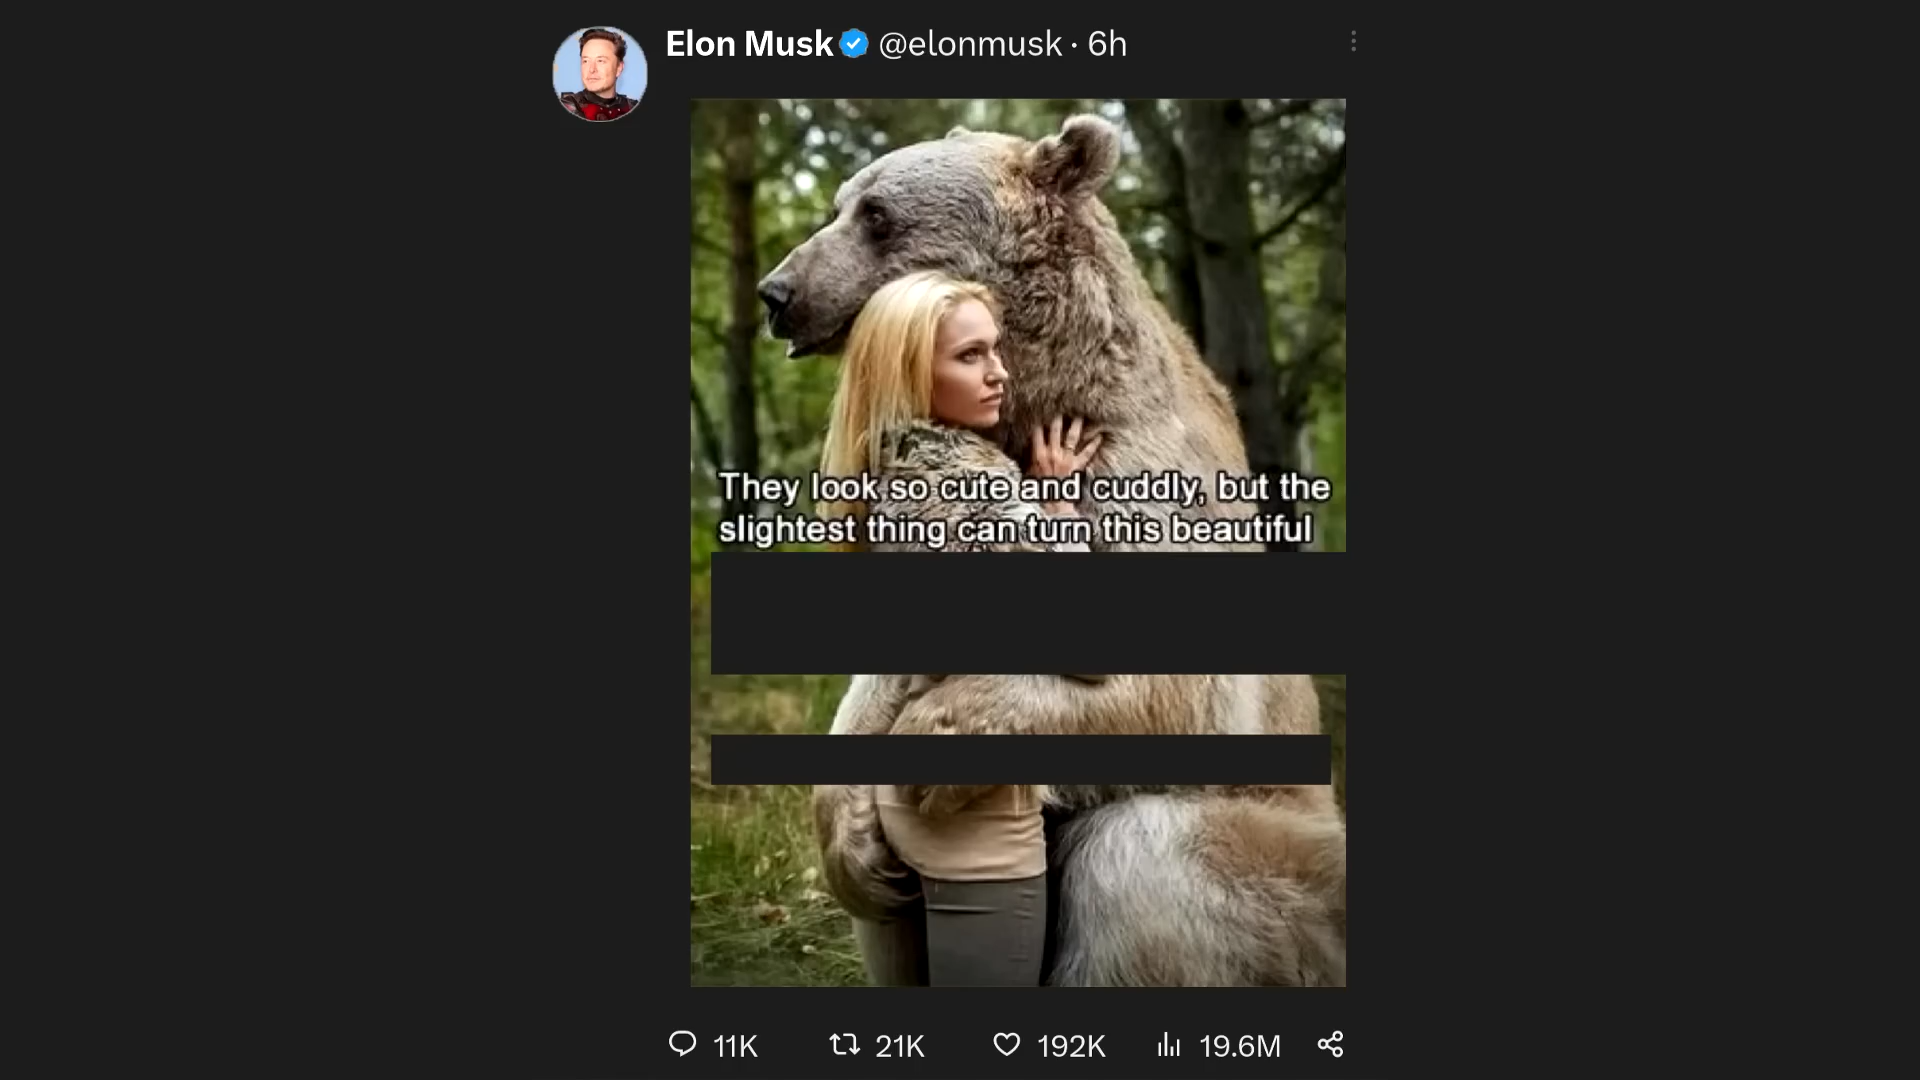 Elon Musk @elonmusk · 6h
They look so cute and cuddly, but the
slightest thing can turn this beautiful
11K 21K 192K 19.6M